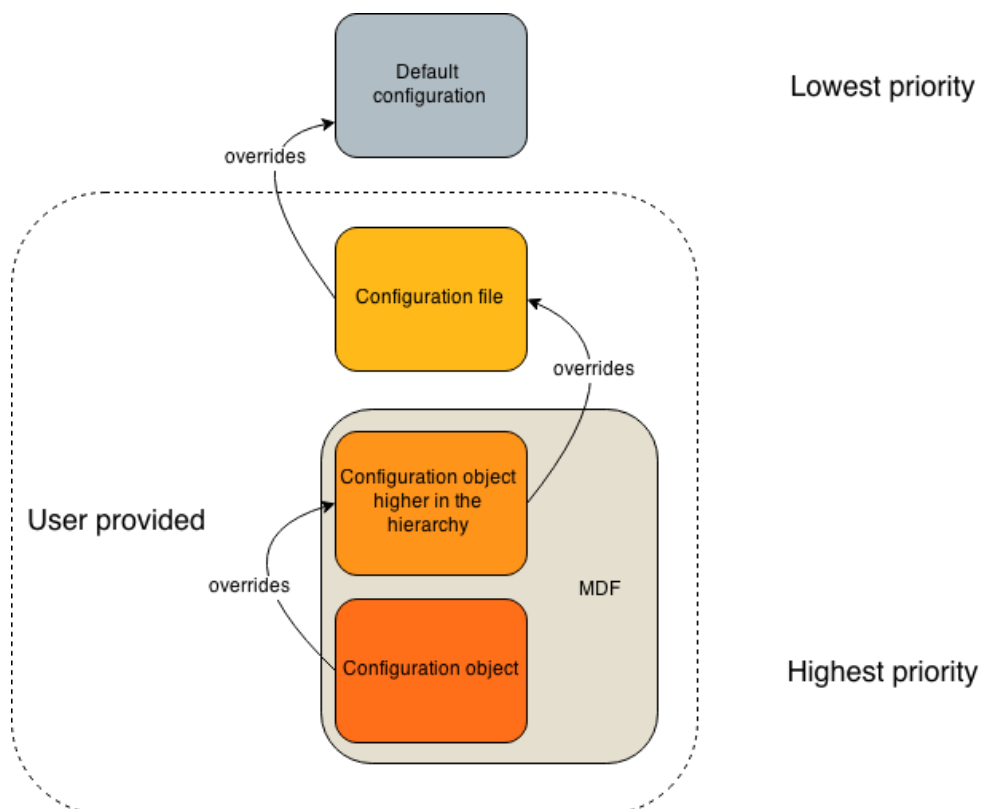 Default
configuration
Lowest priority
overrides
Configuration file
overrides
Configuration object
higher in the
hierarchy
User provided
overrides
MDF
Configuration object
Highest priority